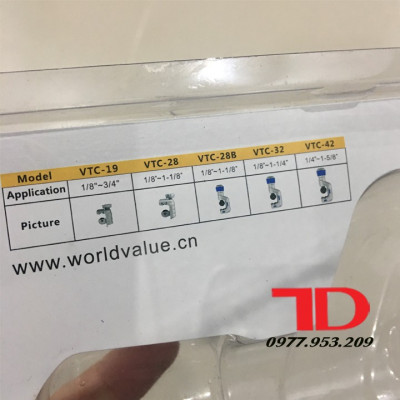 Model VTC-19 VTC-28 VTC-28B VTC-32 VTC-42
Application 1/8"~3/4" 1/8"~1-1/8" 1/8"~1-1/8" 1/8"~1-1/4" 1/4"~1-5/8"
Picture
www.worldvalue.cn
TD
0977.953.209